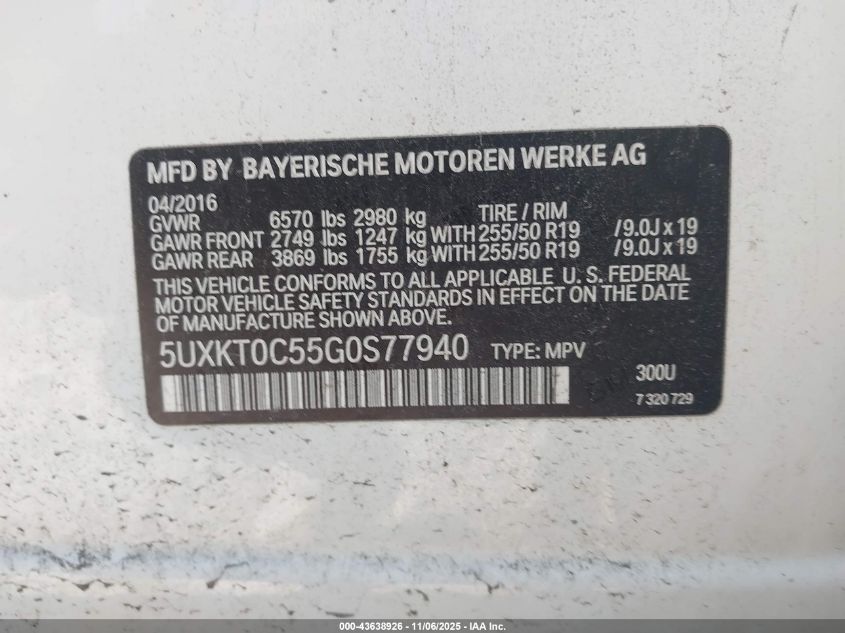 MFD BY BAYERISCHE MOTOREN WERKE AG
04/2016
GVWR 6570 lbs 2980 kg TIRE / RIM
GAWR FRONT 2749 lbs 1247 kg WITH 255/50 R19 /9.0J x 19
GAWR REAR 3869 lbs 1755 kg WITH 255/50 R19 /9.0J x 19
THIS VEHICLE CONFORMS TO ALL APPLICABLE U. S. FEDERAL
MOTOR VEHICLE SAFETY STANDARDS IN EFFECT ON THE DATE
OF MANUFACTURE SHOWN ABOVE.
5UXKT0C55G0S77940 TYPE: MPV
300U
7 320 729
000-43638926 - 11/06/2025 - IAA Inc.